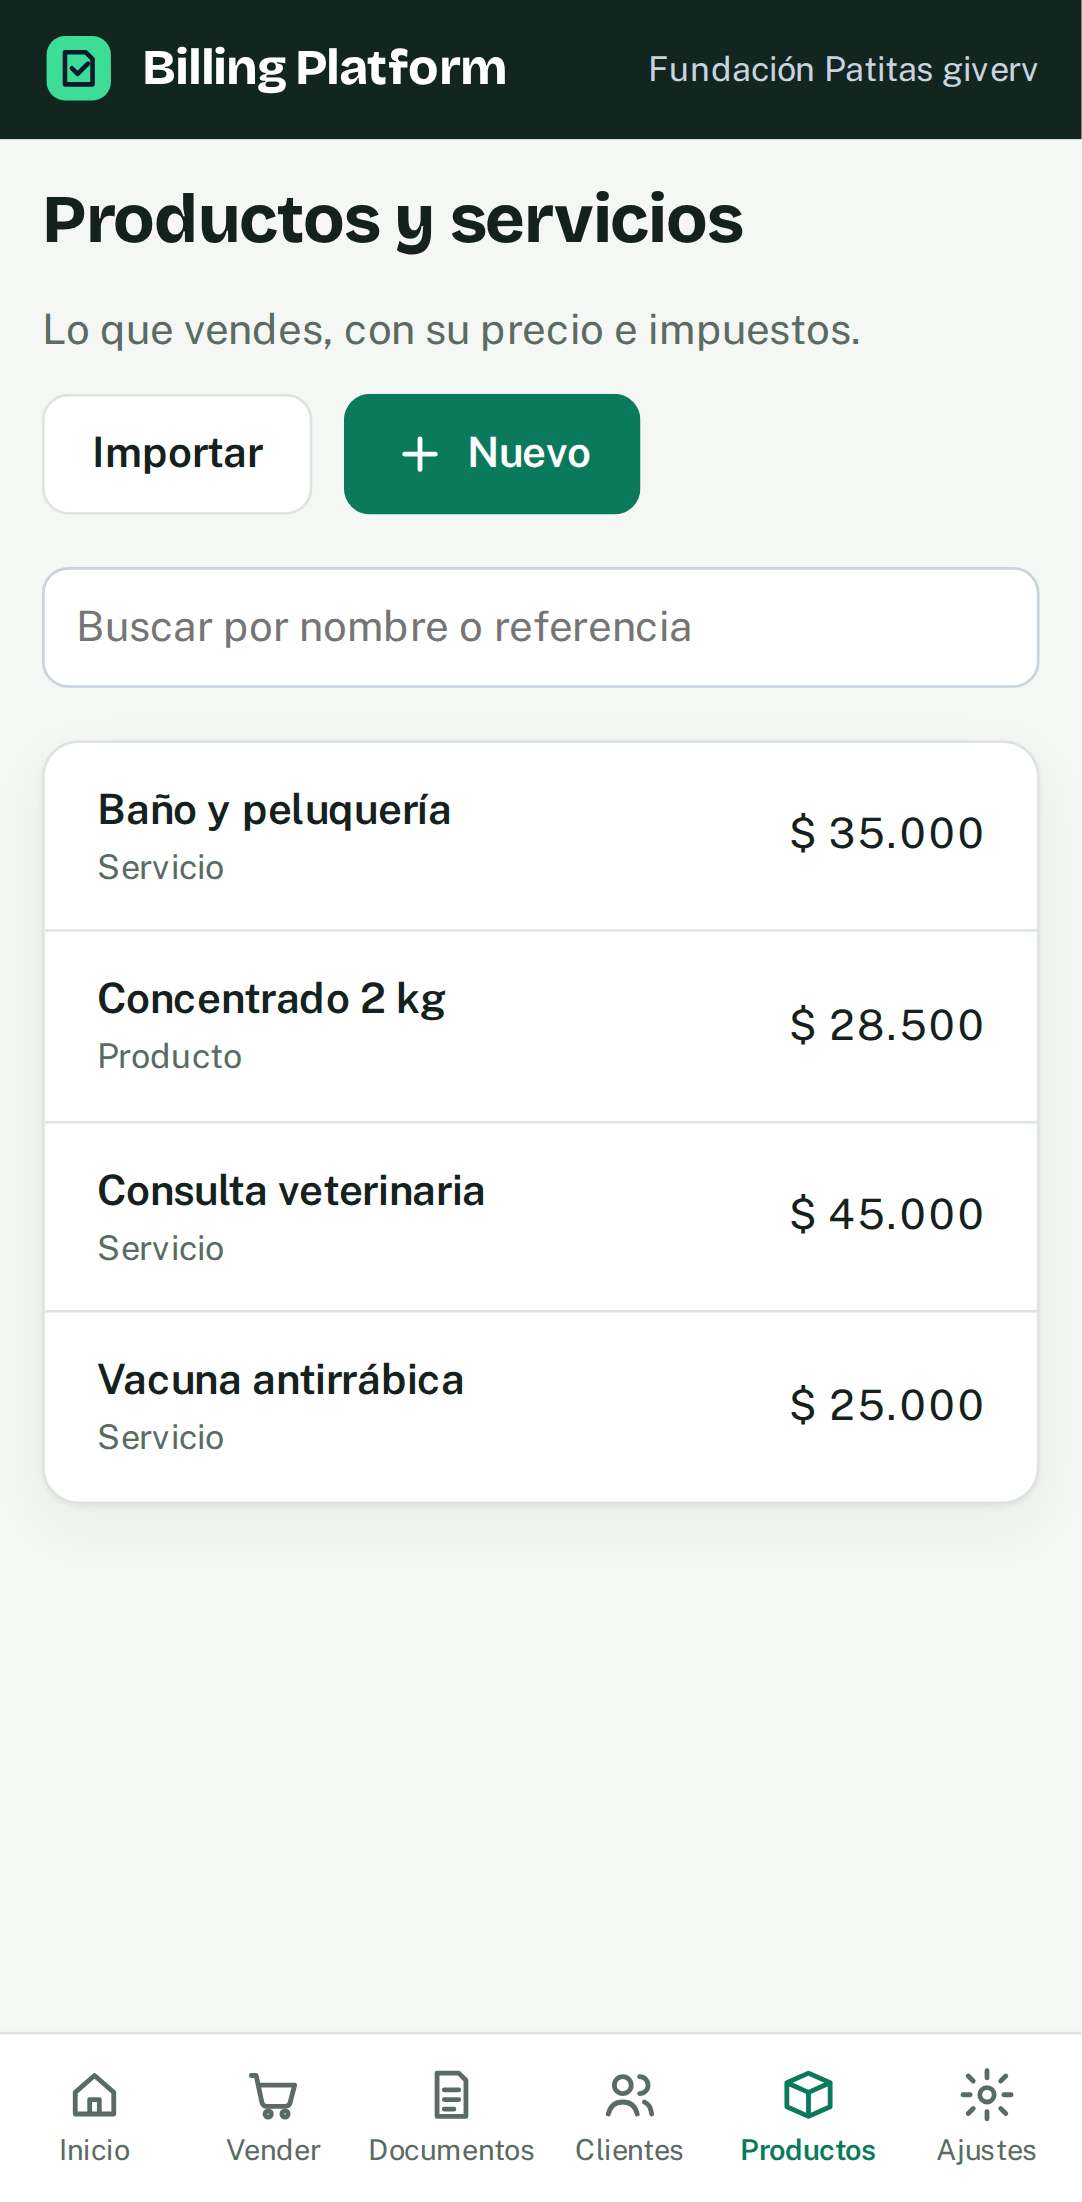 Billing Platform
Fundación Patitas giverv
Productos y servicios
Lo que vendes, con su precio e impuestos.
Importar
Nuevo
Buscar por nombre o referencia
Baño y peluquería
Servicio
$ 35.000
Concentrado 2 kg
Producto
$ 28.500
Consulta veterinaria
Servicio
$ 45.000
Vacuna antirrábica
Servicio
$ 25.000
Inicio
Vender
Documentos
Clientes
Productos
Ajustes